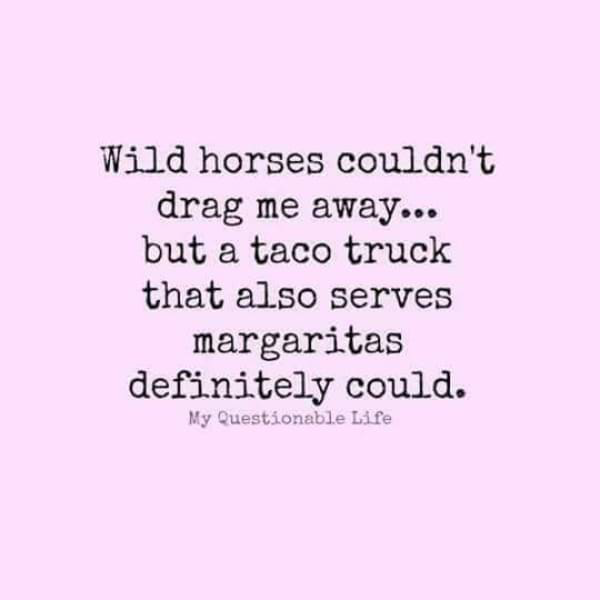 Wild horses couldn't
drag me away...
but a taco truck
that also serves
margaritas
definitely could.
My Questionable Life